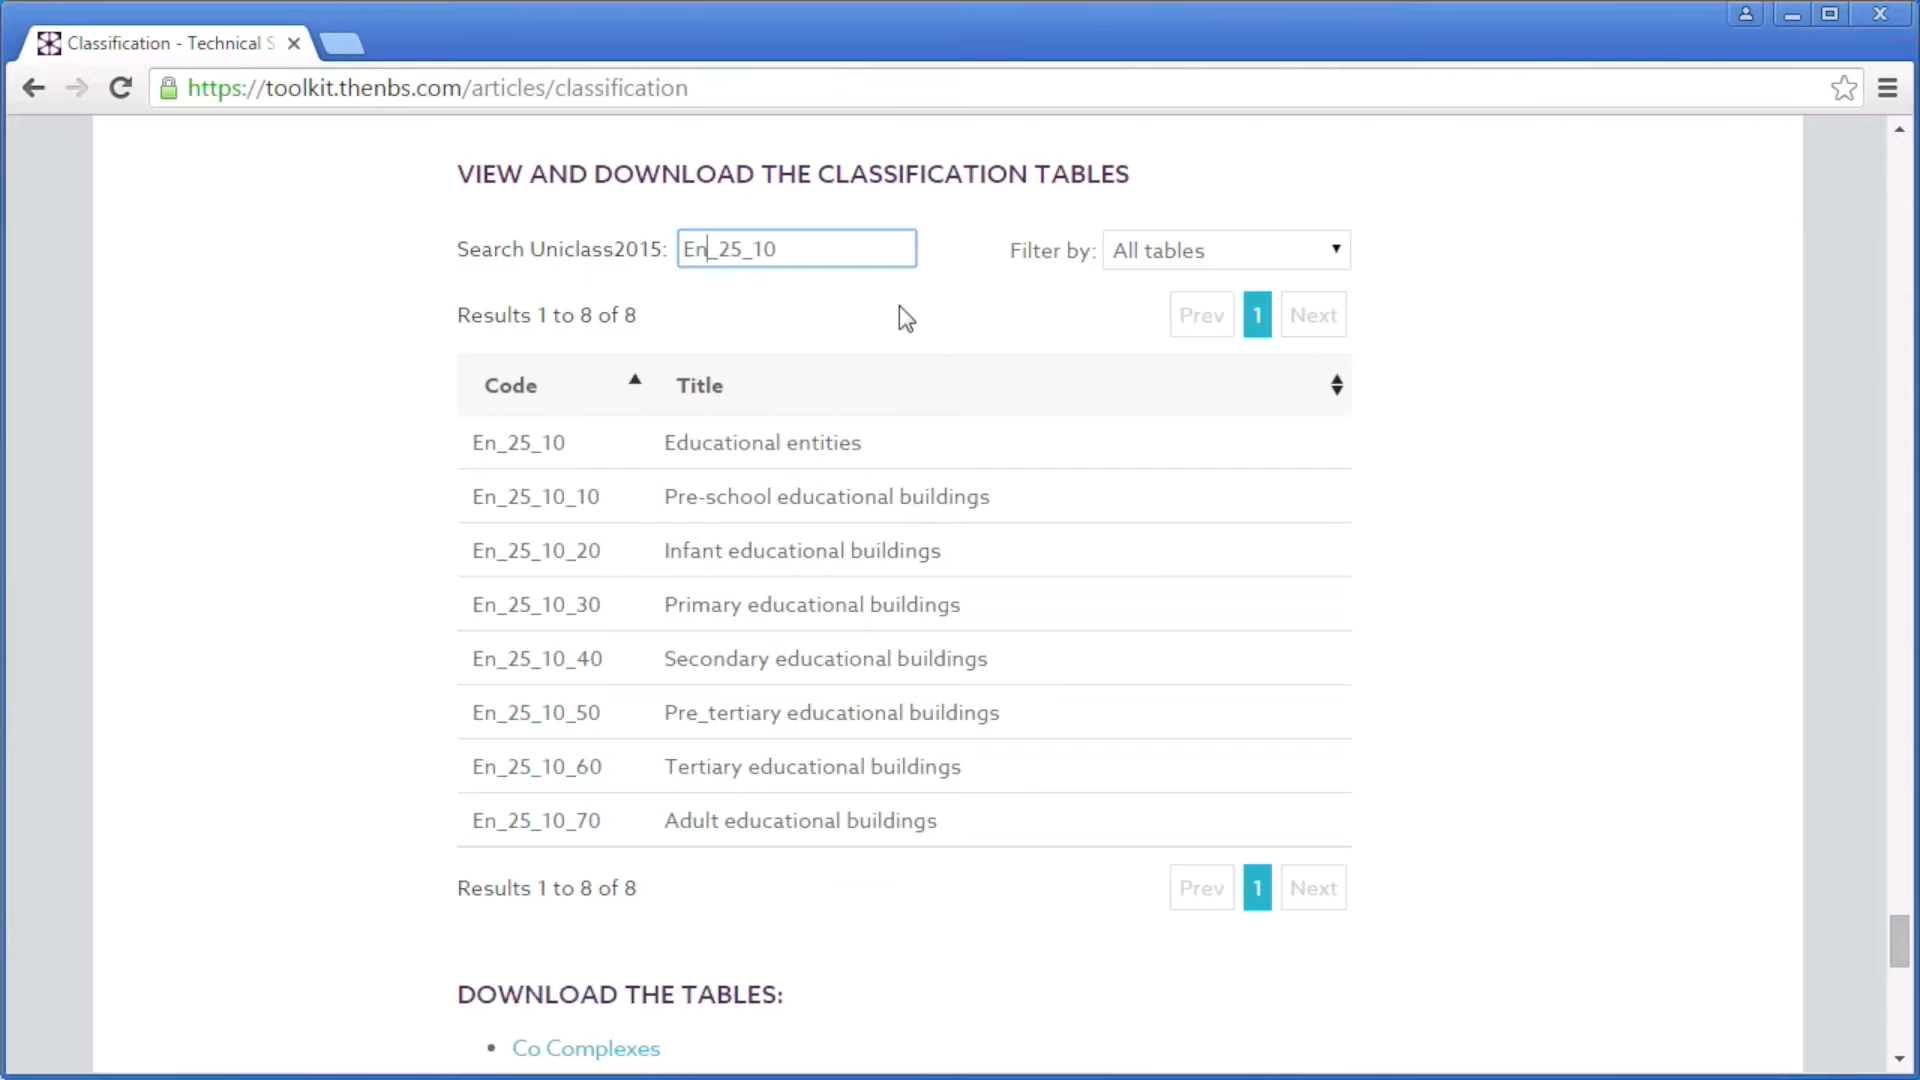 Classification - Technical S
https://toolkit.thenbs.com/articles/classification
VIEW AND DOWNLOAD THE CLASSIFICATION TABLES
Search Uniclass2015: En_25_10 Filter by: All tables
Results 1 to 8 of 8 Prev 1 Next
Code Title
En_25_10 Educational entities
En_25_10_10 Pre-school educational buildings
En_25_10_20 Infant educational buildings
En_25_10_30 Primary educational buildings
En_25_10_40 Secondary educational buildings
En_25_10_50 Pre_tertiary educational buildings
En_25_10_60 Tertiary educational buildings
En_25_10_70 Adult educational buildings
Results 1 to 8 of 8 Prev 1 Next
DOWNLOAD THE TABLES:
• Co Complexes